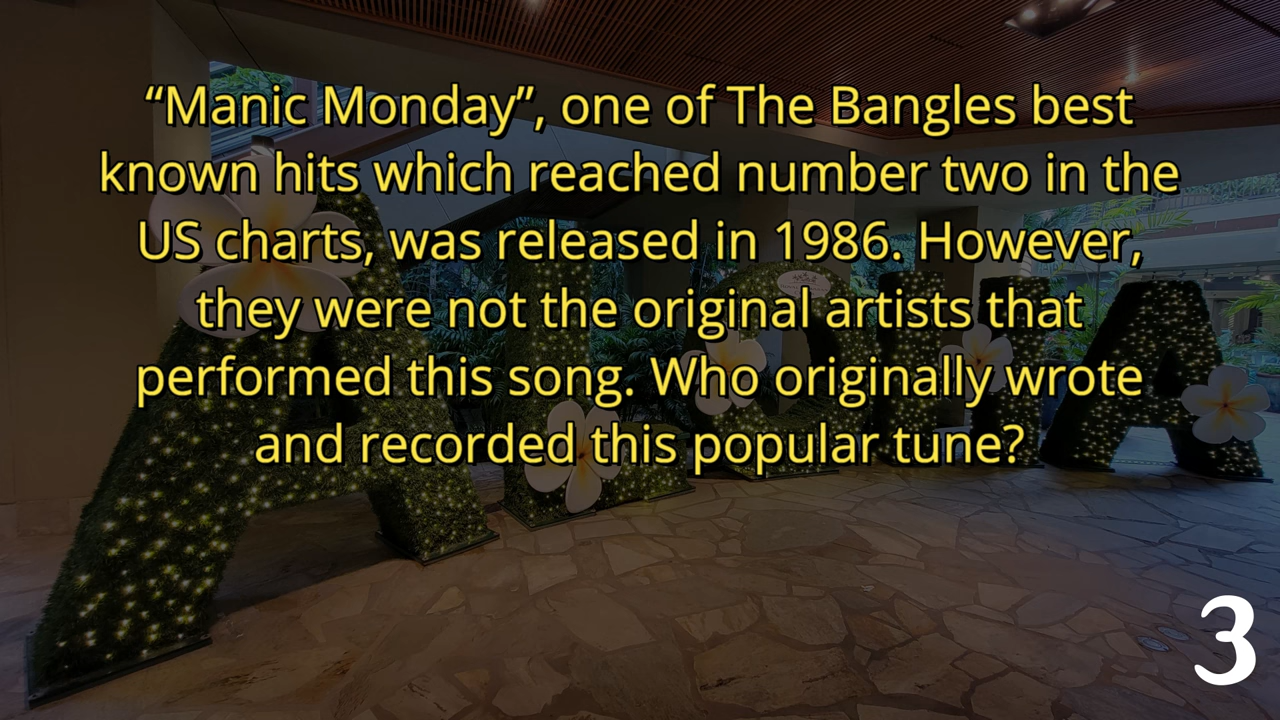 “Manic Monday”, one of The Bangles best
known hits which reached number two in the
US charts, was released in 1986. However,
they were not the original artists that
performed this song. Who originally wrote
and recorded this popular tune?
ALOHA
3